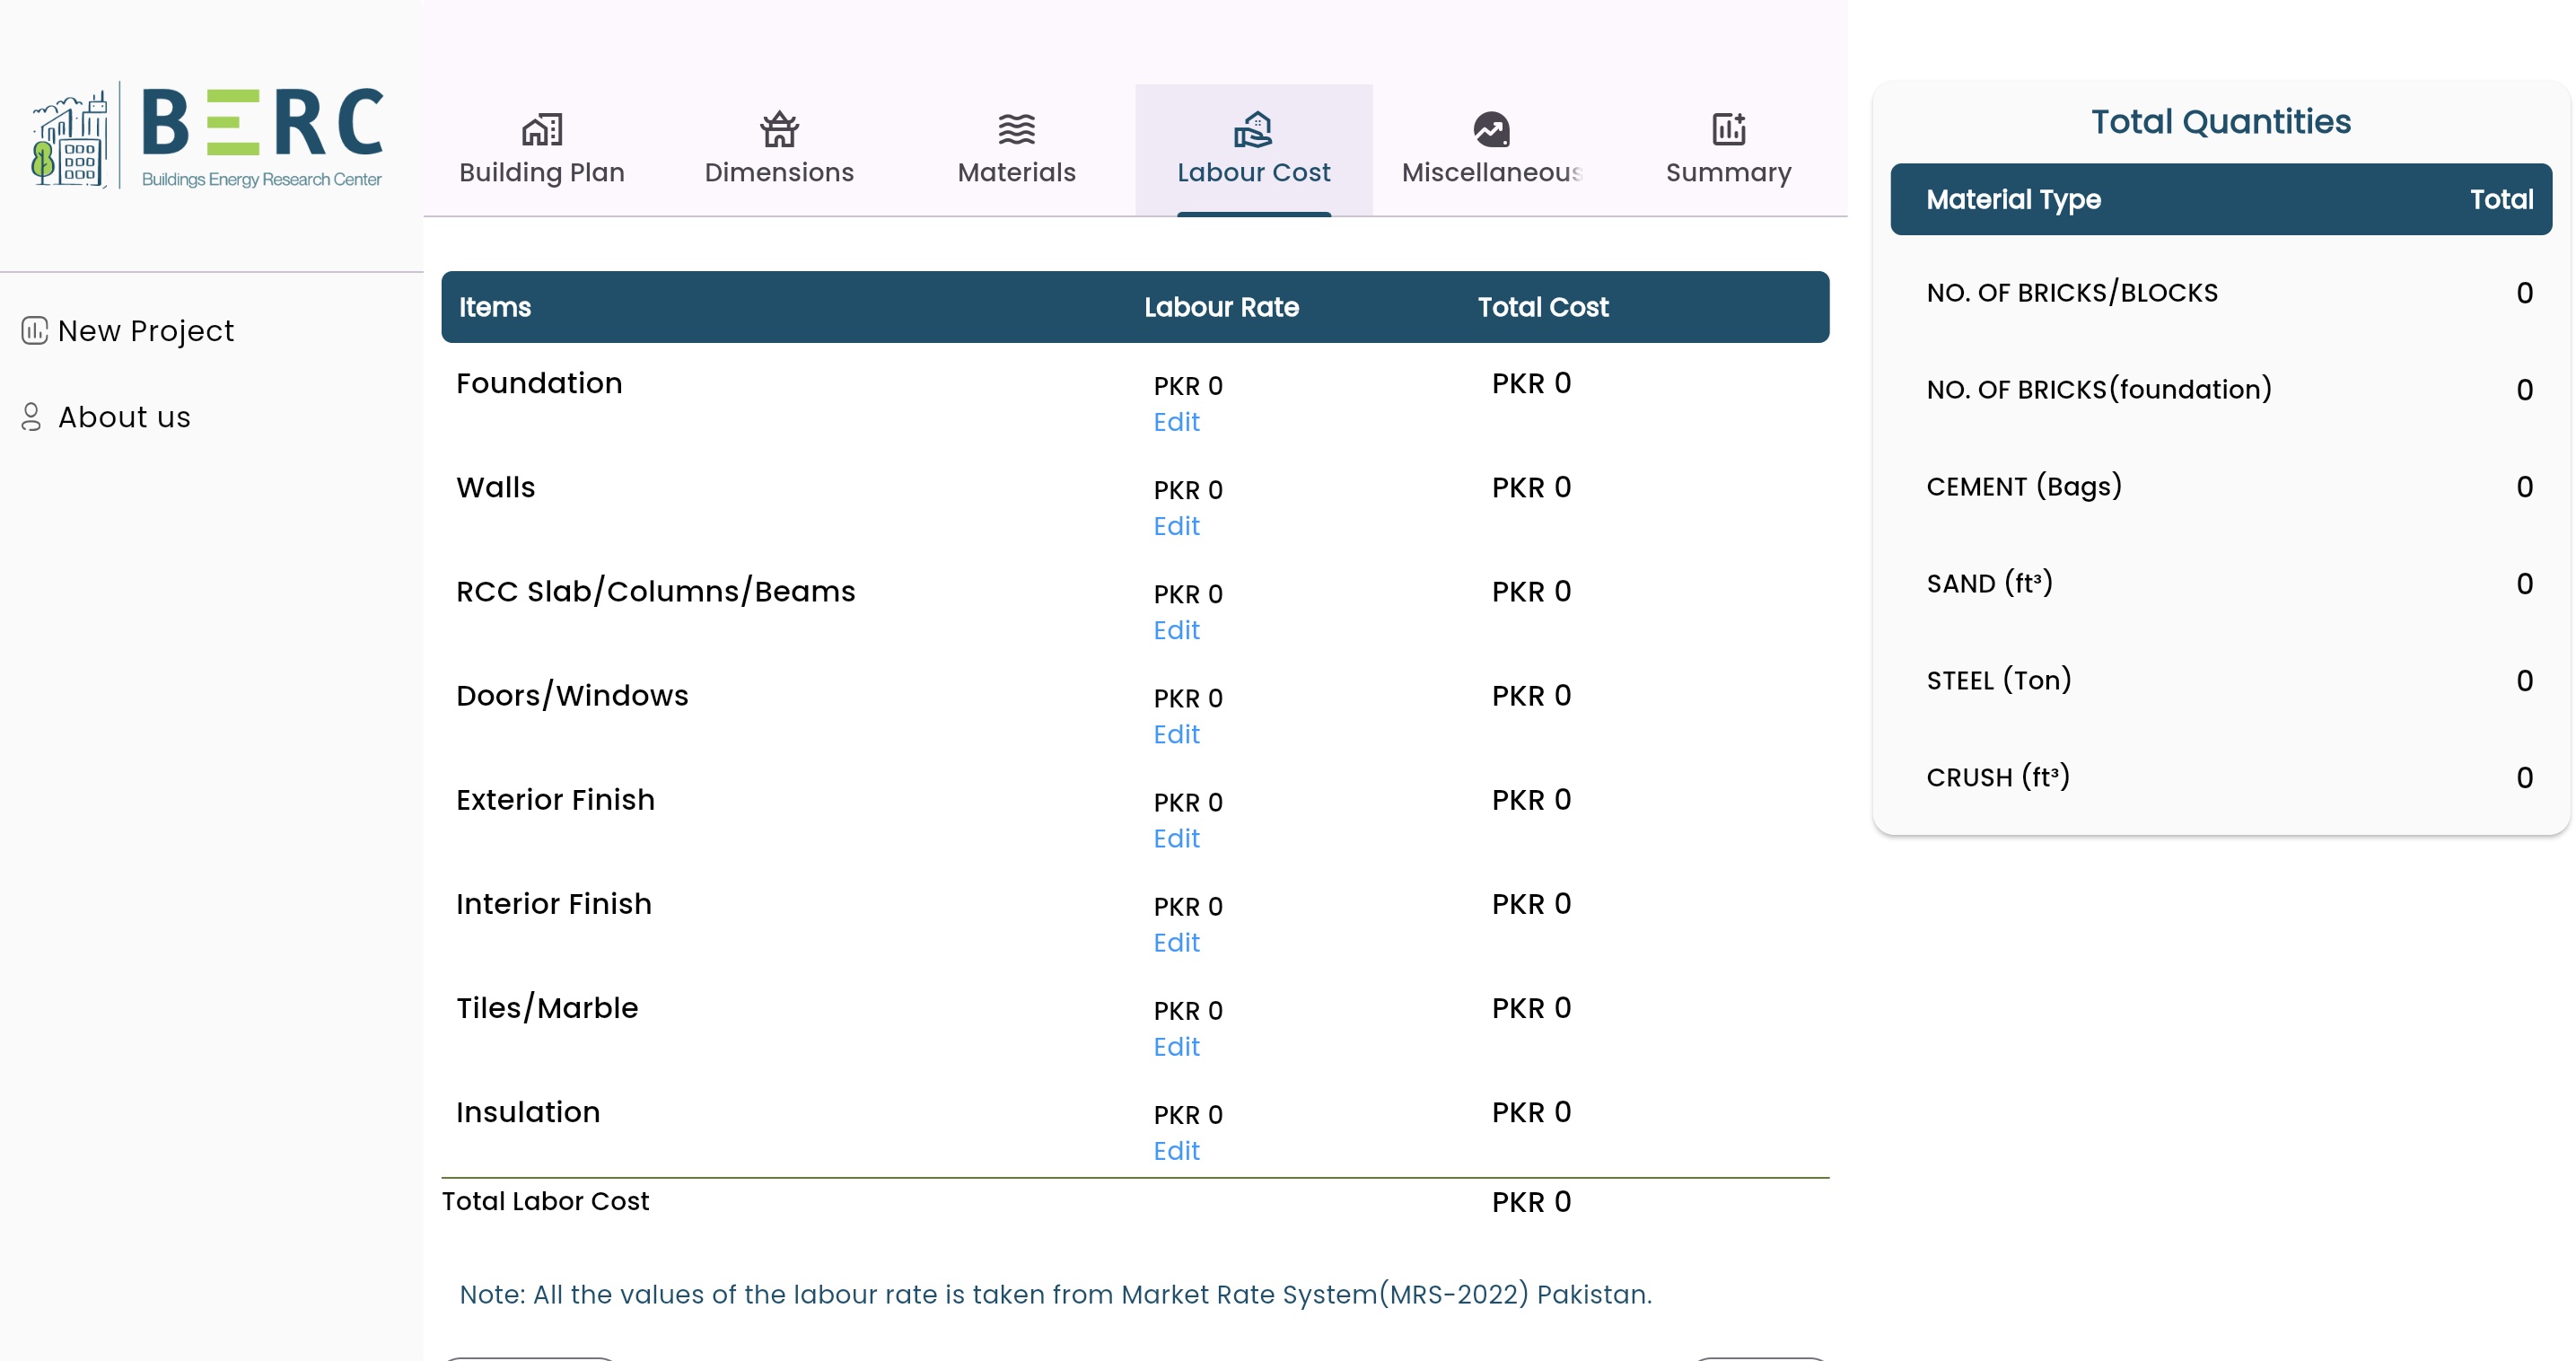 BERC
Buildings Energy Research Center
New Project
About us
Building Plan Dimensions Materials Labour Cost Miscellaneous Summary
Items Labour Rate Total Cost
Foundation PKR 0 PKR 0
Edit
Walls PKR 0 PKR 0
Edit
RCC Slab/Columns/Beams PKR 0 PKR 0
Edit
Doors/Windows PKR 0 PKR 0
Edit
Exterior Finish PKR 0 PKR 0
Edit
Interior Finish PKR 0 PKR 0
Edit
Tiles/Marble PKR 0 PKR 0
Edit
Insulation PKR 0 PKR 0
Edit
Total Labor Cost PKR 0
Note: All the values of the labour rate is taken from Market Rate System(MRS-2022) Pakistan.
Total Quantities
Material Type Total
NO. OF BRICKS/BLOCKS 0
NO. OF BRICKS(foundation) 0
CEMENT (Bags) 0
SAND (ft³) 0
STEEL (Ton) 0
CRUSH (ft³) 0